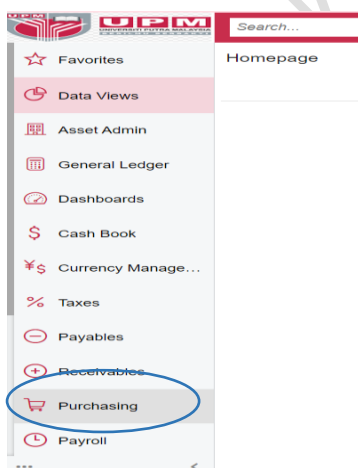 UPM
UNIVERSITI PUTRA MALAYSIA
Search...
Favorites
Homepage
Data Views
Asset Admin
General Ledger
Dashboards
Cash Book
Currency Manage...
Taxes
Payables
Receivables
Purchasing
Payroll